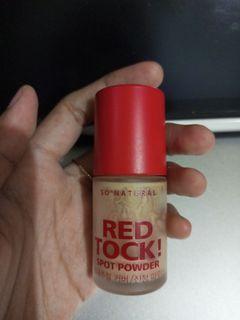 SO'NATURAL
RED
TOCK!
SPOT POWDER